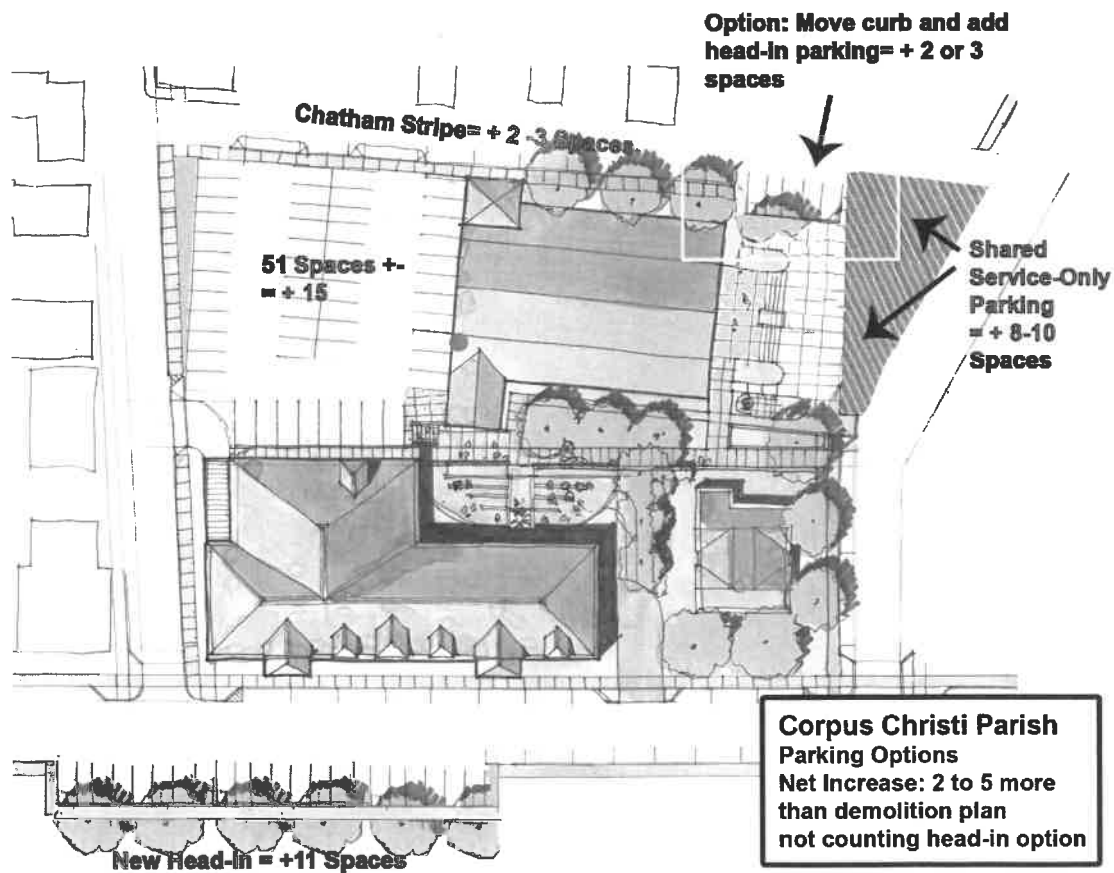 Option: Move curb and add
head-in parking= + 2 or 3
spaces
Chatham Stripe= + 2 -3 Spaces.
51 Spaces +-
= + 15
Shared
Service-Only
Parking
= + 8-10
Spaces
Corpus Christi Parish
Parking Options
Net Increase: 2 to 5 more
than demolition plan
not counting head-in option
New Head-in = +11 Spaces